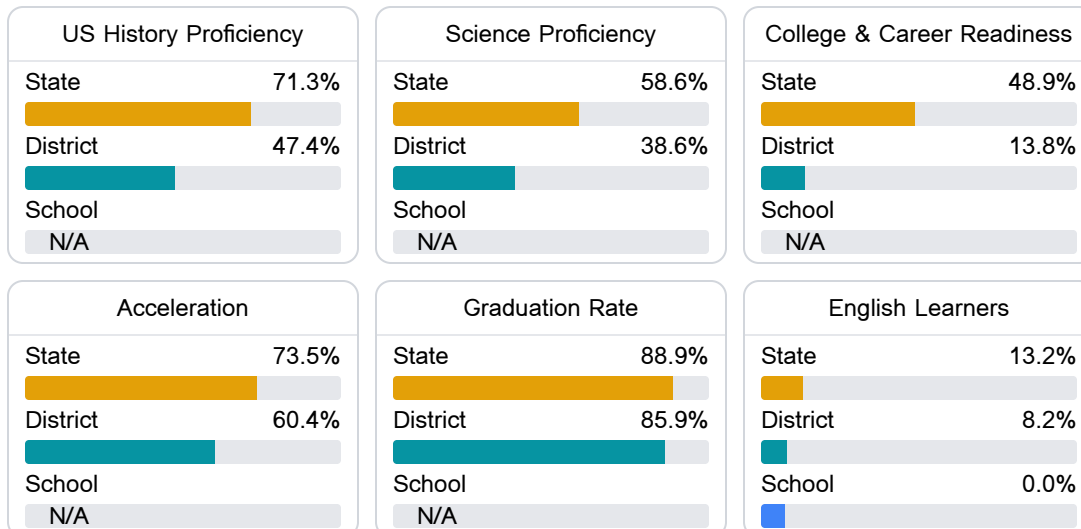 US History Proficiency
State 71.3%
District 47.4%
School
N/A
Science Proficiency
State 58.6%
District 38.6%
School
N/A
College & Career Readiness
State 48.9%
District 13.8%
School
N/A
Acceleration
State 73.5%
District 60.4%
School
N/A
Graduation Rate
State 88.9%
District 85.9%
School
N/A
English Learners
State 13.2%
District 8.2%
School 0.0%